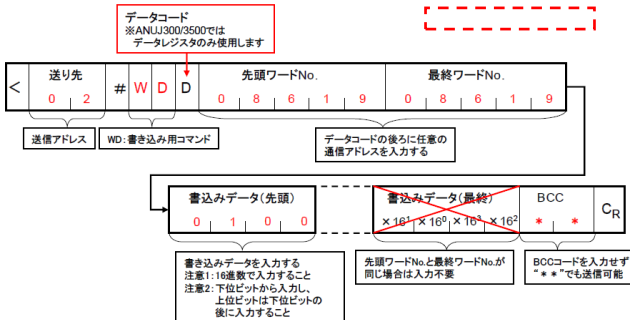 データコード
※ANUJ300/3500では
データレジスタのみ使用します
< 送り先 #WDD 先頭ワードNo. 最終ワードNo.
0 2 0 8 6 1 9 0 8 6 1 9
送信アドレス
WD:書き込み用コマンド
データコードの後ろに任意の
通信アドレスを入力する
書込みデータ(先頭) 書込みデータ(最終) BCC CR
0 1 0 0 ×16¹ ×16⁰ ×16³ ×16² * *
書き込みデータを入力する
注意1:16進数で入力すること
注意2:下位ビットから入力し、
上位ビットは下位ビットの
後に入力すること
先頭ワードNo.と最終ワードNo.が
同じ場合は入力不要
BCCコードを入力せず
“**”でも送信可能